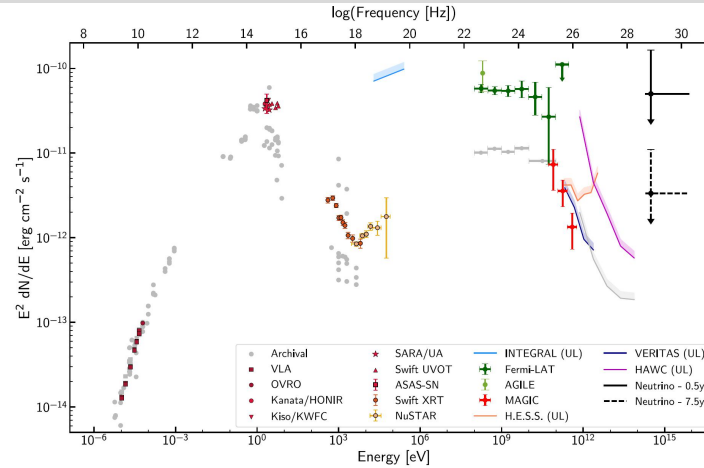 log(Frequency [Hz])
8 10 12 14 16 18 20 22 24 26 28 30
E² dN/dE [erg cm⁻² s⁻¹]
10⁻¹⁰
10⁻¹¹
10⁻¹²
10⁻¹³
10⁻¹⁴
Archival
VLA
OVRO
Kanata/HONIR
Kiso/KWFC
SARA/UA
Swift UVOT
ASAS-SN
Swift XRT
NuSTAR
INTEGRAL (UL)
Fermi-LAT
AGILE
MAGIC
H.E.S.S. (UL)
VERITAS (UL)
HAWC (UL)
Neutrino - 0.5y
Neutrino - 7.5y
10⁻⁶ 10⁻³ 10⁰ 10³ 10⁶ 10⁹ 10¹² 10¹⁵
Energy [eV]